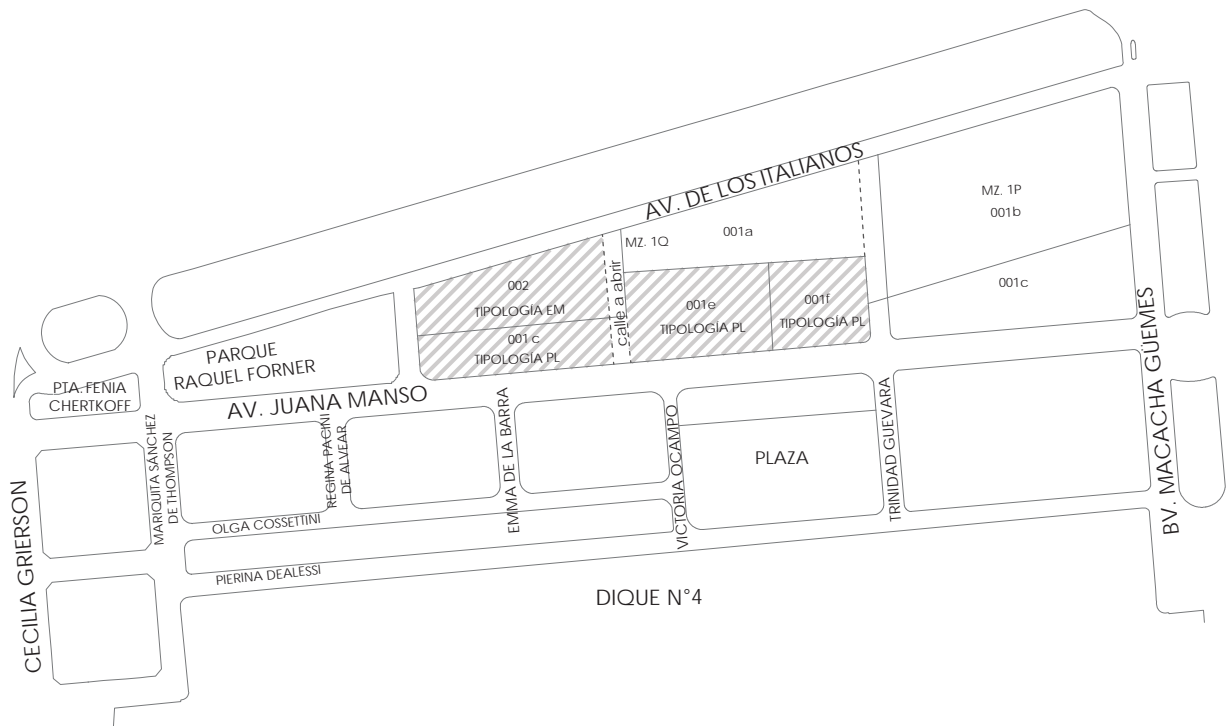 AV. DE LOS ITALIANOS
MZ. 1P
001b
MZ. 1Q
001a
001c
002
TIPOLOGÍA EM
calle a abrir
001e
TIPOLOGÍA PL
001f
TIPOLOGÍA PL
001c
TIPOLOGÍA PL
PARQUE
RAQUEL FORNER
PTA. FENIA
CHERTKOFF
AV. JUANA MANSO
MARIQUITA SÁNCHEZ
DE THOMPSON
REGINA PACINI
DE ALVEAR
EMMA DE LA BARRA
VICTORIA OCAMPO
PLAZA
TRINIDAD GUEVARA
BV. MACACHA GÜEMES
CECILIA GRIERSON
OLGA COSSETTINI
PIERINA DEALESSI
DIQUE N°4